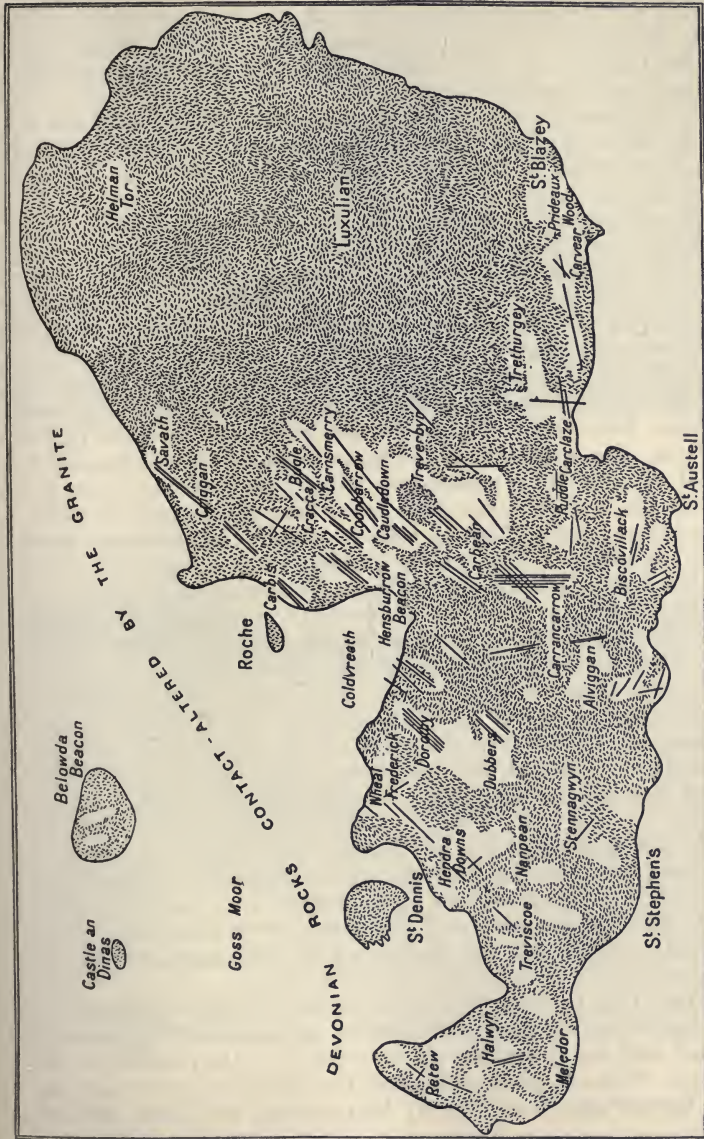 Castle an
Dinas
Belowda
Beacon
Goss Moor
DEVONIAN ROCKS CONTACT-ALTERED BY THE GRANITE
Helman
Tor
Savath
Criggan
Roche
Carbis
Bugle
Cracca
Carnsmerry
Coonbarrow
Caudledown
Luxulian
Coldvreath
Hensburrow
Beacon
Treverbyn
St Dennis
Frederick
Dorothy
Carbean
Retew
Hendra
Downs
Dubbers
Halwyn
Treviscoe
Nanpean
Carrancarrow
Trethurgey
St Blazey
Prideaux
Wood
Carvear
Ruddle
Carclaze
Meledor
Stennagwyn
Alviggan
Biscovillack
St Stephen's
St Austell